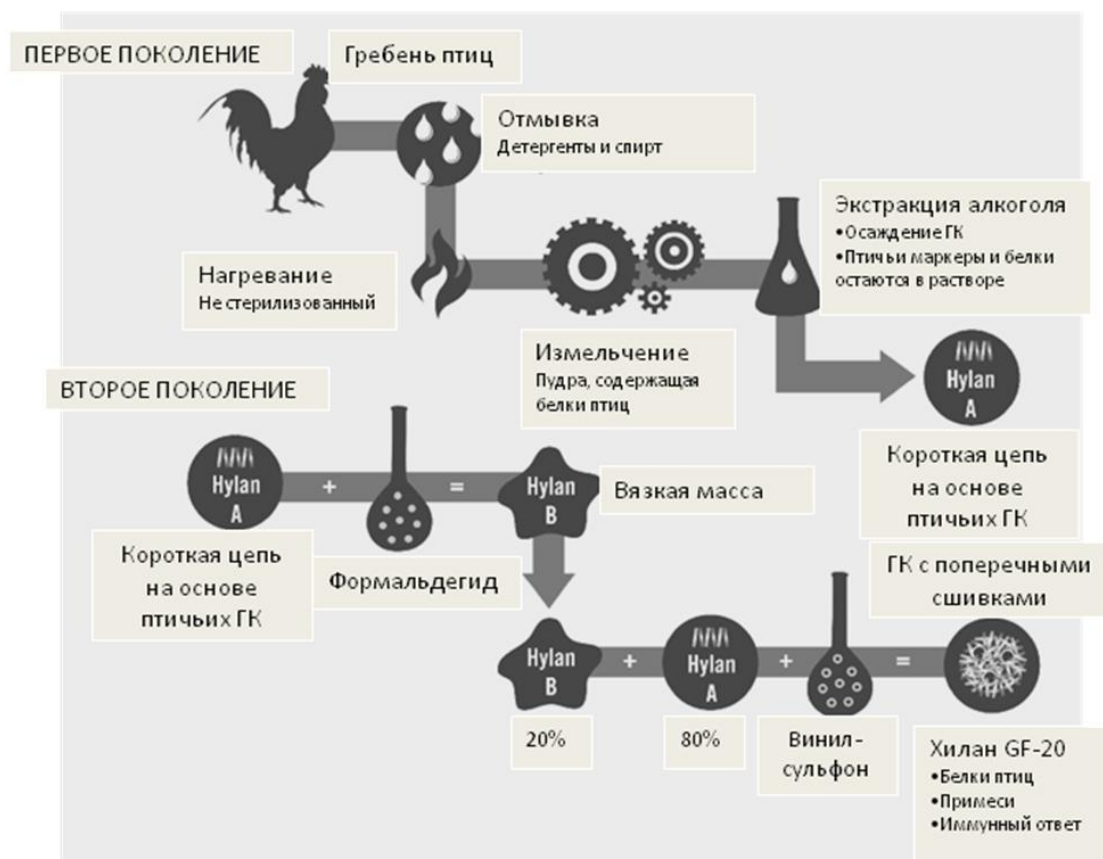 ПЕРВОЕ ПОКОЛЕНИЕ
Гребень птиц
Отмывка
Детергенты и спирт
Экстракция алкоголя
•Осаждение ГК
•Птичьи маркеры и белки
остаются в растворе
Нагревание
Не стерилизованный
Измельчение
Пудра, содержащая
белки птиц
Hylan
A
Короткая цепь
на основе
птичьих ГК
ВТОРОЕ ПОКОЛЕНИЕ
Hylan
A
+
=
Hylan
B
Вязкая масса
Короткая цепь
на основе
птичьих ГК
Формальдегид
ГК с поперечными
сшивками
Hylan
B
+
Hylan
A
+
=
20%
80%
Винил-
сульфон
Хилан GF-20
•Белки птиц
•Примеси
•Иммунный ответ